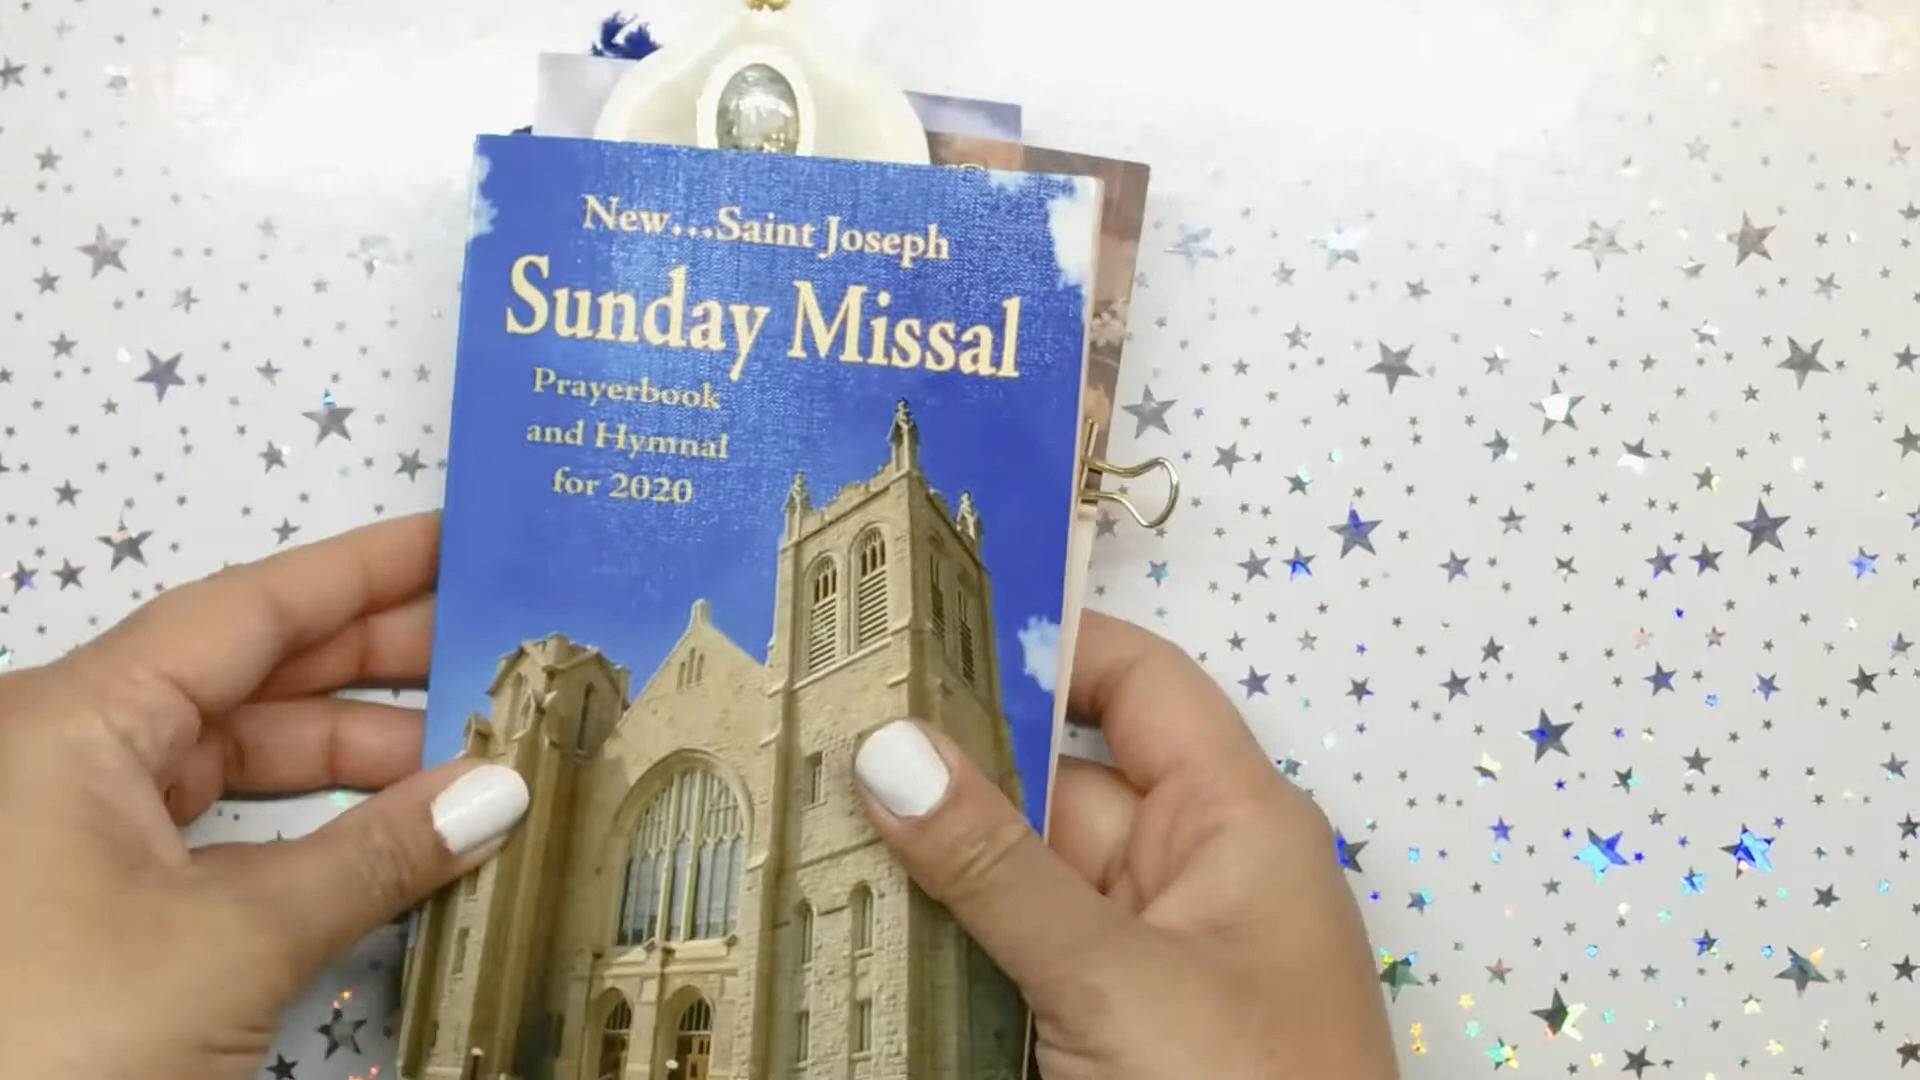 New...Saint Joseph
Sunday Missal
Prayerbook
and Hymnal
for 2020